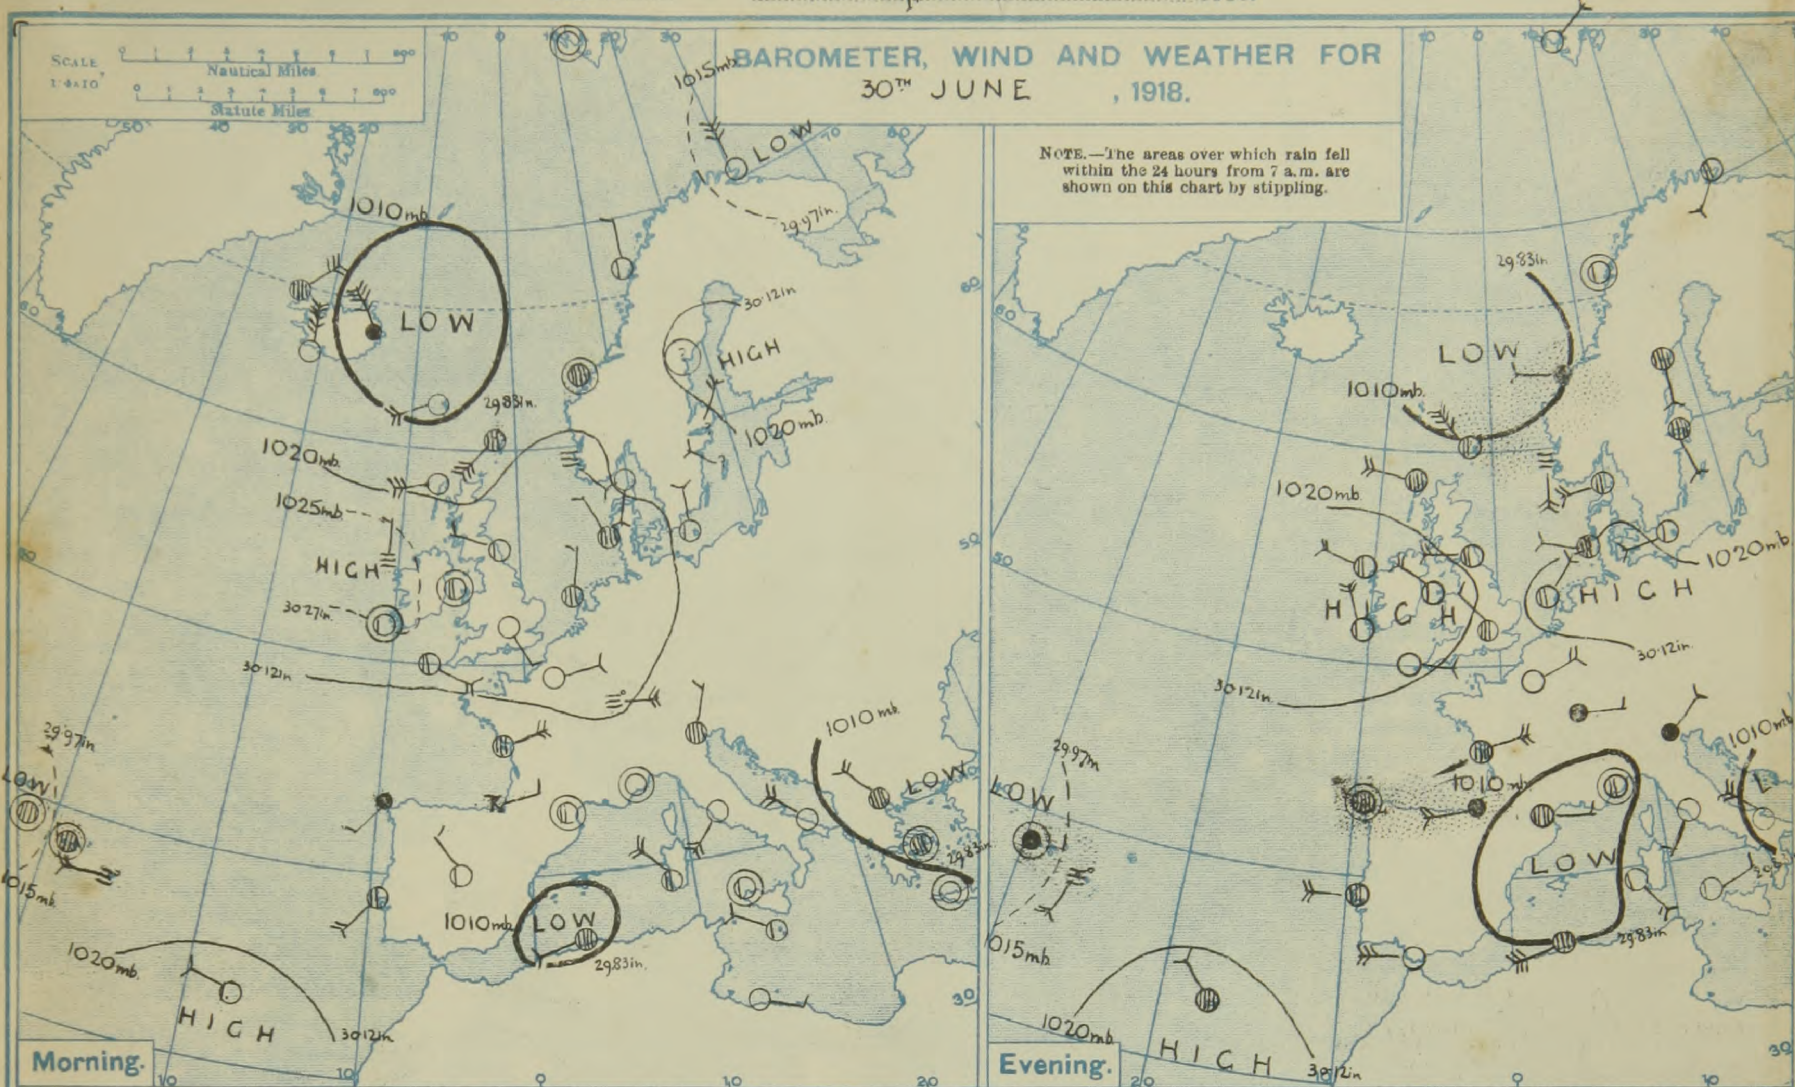 BAROMETER, WIND AND WEATHER FOR
30TH JUNE , 1918.
SCALE
Nautical Miles.
Statute Miles
NOTE.—The areas over which rain fell
within the 24 hours from 7 a.m. are
shown on this chart by stippling.
1015mb.
LOW
29.97in.
1010mb.
LOW
29.83in.
30.12in
HIGH
1020mb.
1020mb.
1025mb.
HIGH
30.27in.
30.12in.
29.97in.
LOW
1015mb.
1010mb.
LOW
29.83in.
1010mb.
LOW
29.83in.
1020mb.
HIGH
30.12in.
Morning.
29.83in.
LOW
1010mb.
1020mb.
HIGH
30.12in.
1020mb.
HIGH
30.12in.
29.97in
LOW
1015mb.
1010mb.
LOW
29.83in.
1010mb.
1020mb.
HIGH
30.12in.
Evening.